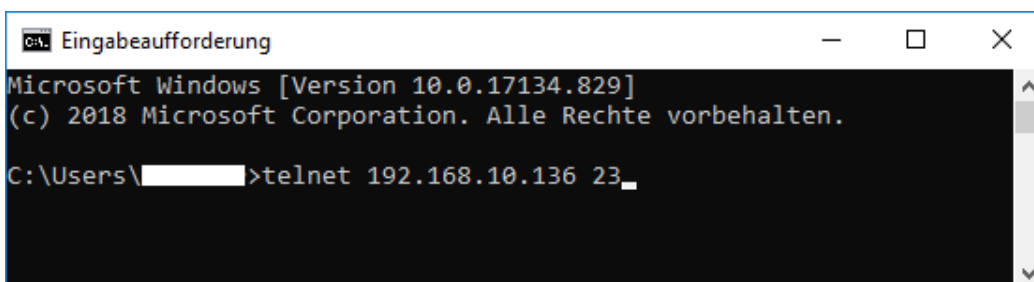 Eingabeaufforderung
Microsoft Windows [Version 10.0.17134.829]
(c) 2018 Microsoft Corporation. Alle Rechte vorbehalten.
C:\Users\ >telnet 192.168.10.136 23